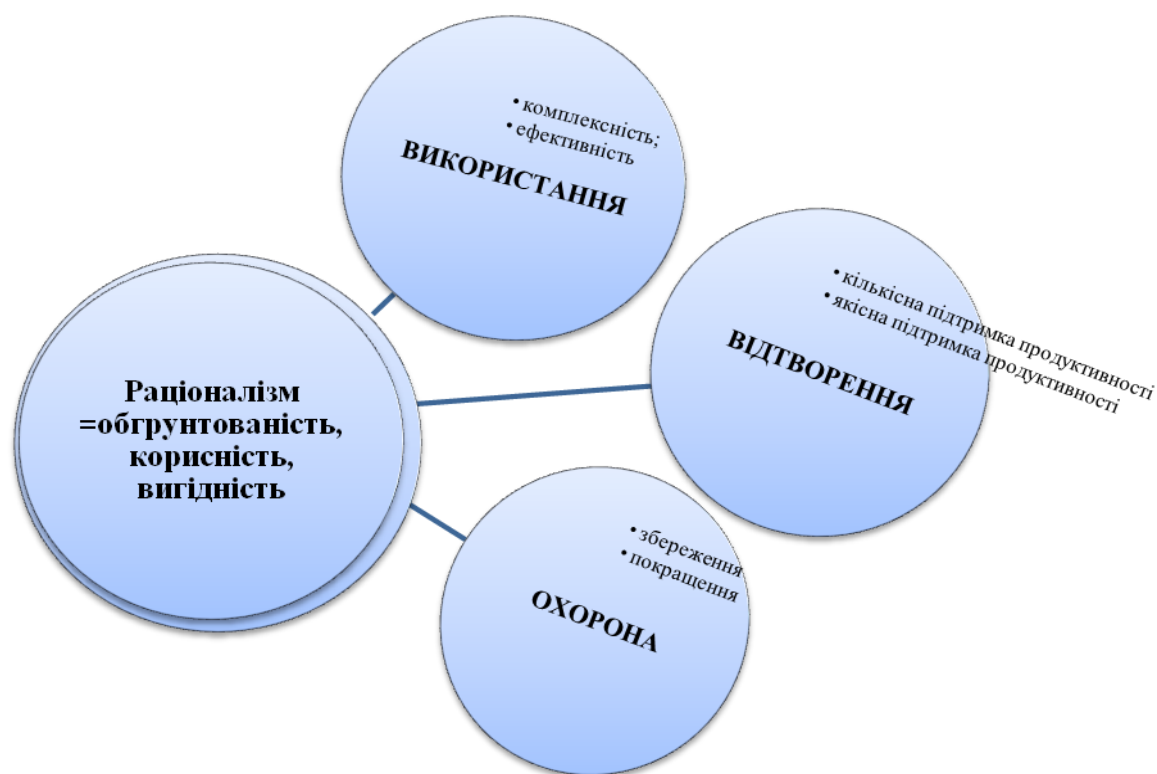 • комплексність;
• ефективність
ВИКОРИСТАННЯ
• кількісна підтримка продуктивності
• якісна підтримка продуктивності
ВІДТВОРЕННЯ
Раціоналізм
=обгрунтованість,
корисність,
вигідність
• збереження
• покращення
ОХОРОНА